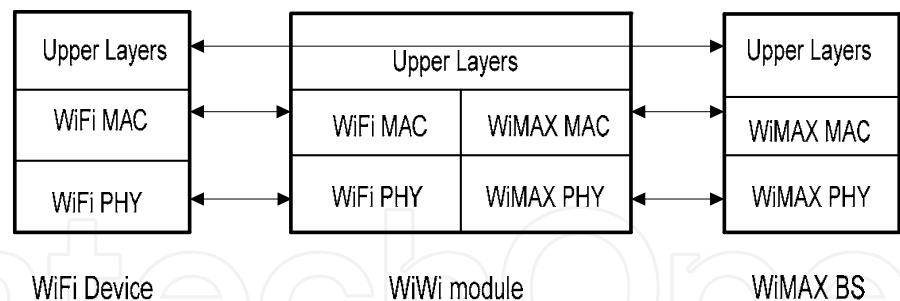 Upper Layers
WiFi MAC
WiFi PHY
Upper Layers
WiFi MAC
WiMAX MAC
WiFi PHY
WiMAX PHY
Upper Layers
WiMAX MAC
WiMAX PHY
WiFi Device
WiWi module
WiMAX BS